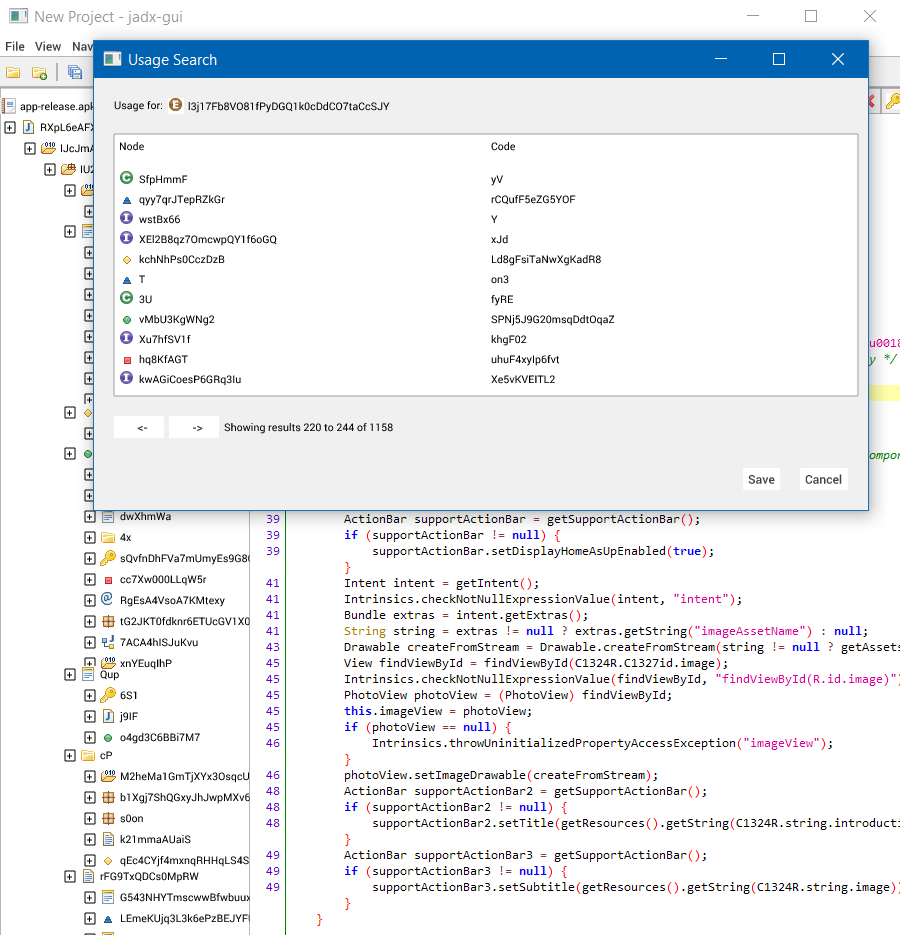 New Project - jadx-gui
File View Nav
Usage Search
Usage for: l3j17Fb8VO81fPyDGQ1k0cDdCO7taCcSJY
Node Code
SfpHmmF yV
qyy7qrJTepRZkGr rCQufF5eZG5YOF
wstBx66 Y
XEl2B8qz7OmcwpQY1f6oGQ xJd
kchNhPs0CczDzB Ld8gFsiTaNwXgKadR8
T on3
3U fyRE
vMbU3KgWNg2 SPNj5J9G20msqDdtOqaZ
Xu7hfSV1f khgF02
hq8KfAGT uhuF4xyIp6fvt
kwAGiCoesP6GRq3Iu Xe5vKVEITL2
<- -> Showing results 220 to 244 of 1158
Save Cancel
app-release.apk
RXpL6eAFX
IJcJmA
IU2
u0018
y */
ompor
dwXhmWa
4x
sQvfnDhFVa7mUmyEs9G80
cc7Xw000LLqW5r
RgEsA4VsoA7KMtexy
tG2JKT0fdknr6ETUcGV1X0
7ACA4hISJuKvu
xnYEuqIhP
Qup
6S1
j9IF
o4gd3C6BBi7M7
cP
M2heMa1GmTjXYx3OsqcU
b1Xgj7ShQGxyJhJwpMXv6
s0on
k21mmaAUaiS
qEc4CYjf4mxnqRHHqLS4S
rFG9TxQDCs0MpRW
G543NHYTmscwwBfwbuux
LEmeKUjq3L3k6ePzBEJYF
39 ActionBar supportActionBar = getSupportActionBar();
39 if (supportActionBar != null) {
39 supportActionBar.setDisplayHomeAsUpEnabled(true);
}
41 Intent intent = getIntent();
41 Intrinsics.checkNotNullExpressionValue(intent, "intent");
41 Bundle extras = intent.getExtras();
41 String string = extras != null ? extras.getString("imageAssetName") : null;
43 Drawable createFromStream = Drawable.createFromStream(string != null ? getAssets
45 View findViewById = findViewById(C1324R.C1327id.image);
45 Intrinsics.checkNotNullExpressionValue(findViewById, "findViewById(R.id.image)")
45 PhotoView photoView = (PhotoView) findViewById;
45 this.imageView = photoView;
45 if (photoView == null) {
46 Intrinsics.throwUninitializedPropertyAccessException("imageView");
}
46 photoView.setImageDrawable(createFromStream);
48 ActionBar supportActionBar2 = getSupportActionBar();
48 if (supportActionBar2 != null) {
48 supportActionBar2.setTitle(getResources().getString(C1324R.string.introducti
}
49 ActionBar supportActionBar3 = getSupportActionBar();
49 if (supportActionBar3 != null) {
49 supportActionBar3.setSubtitle(getResources().getString(C1324R.string.image))
}
}